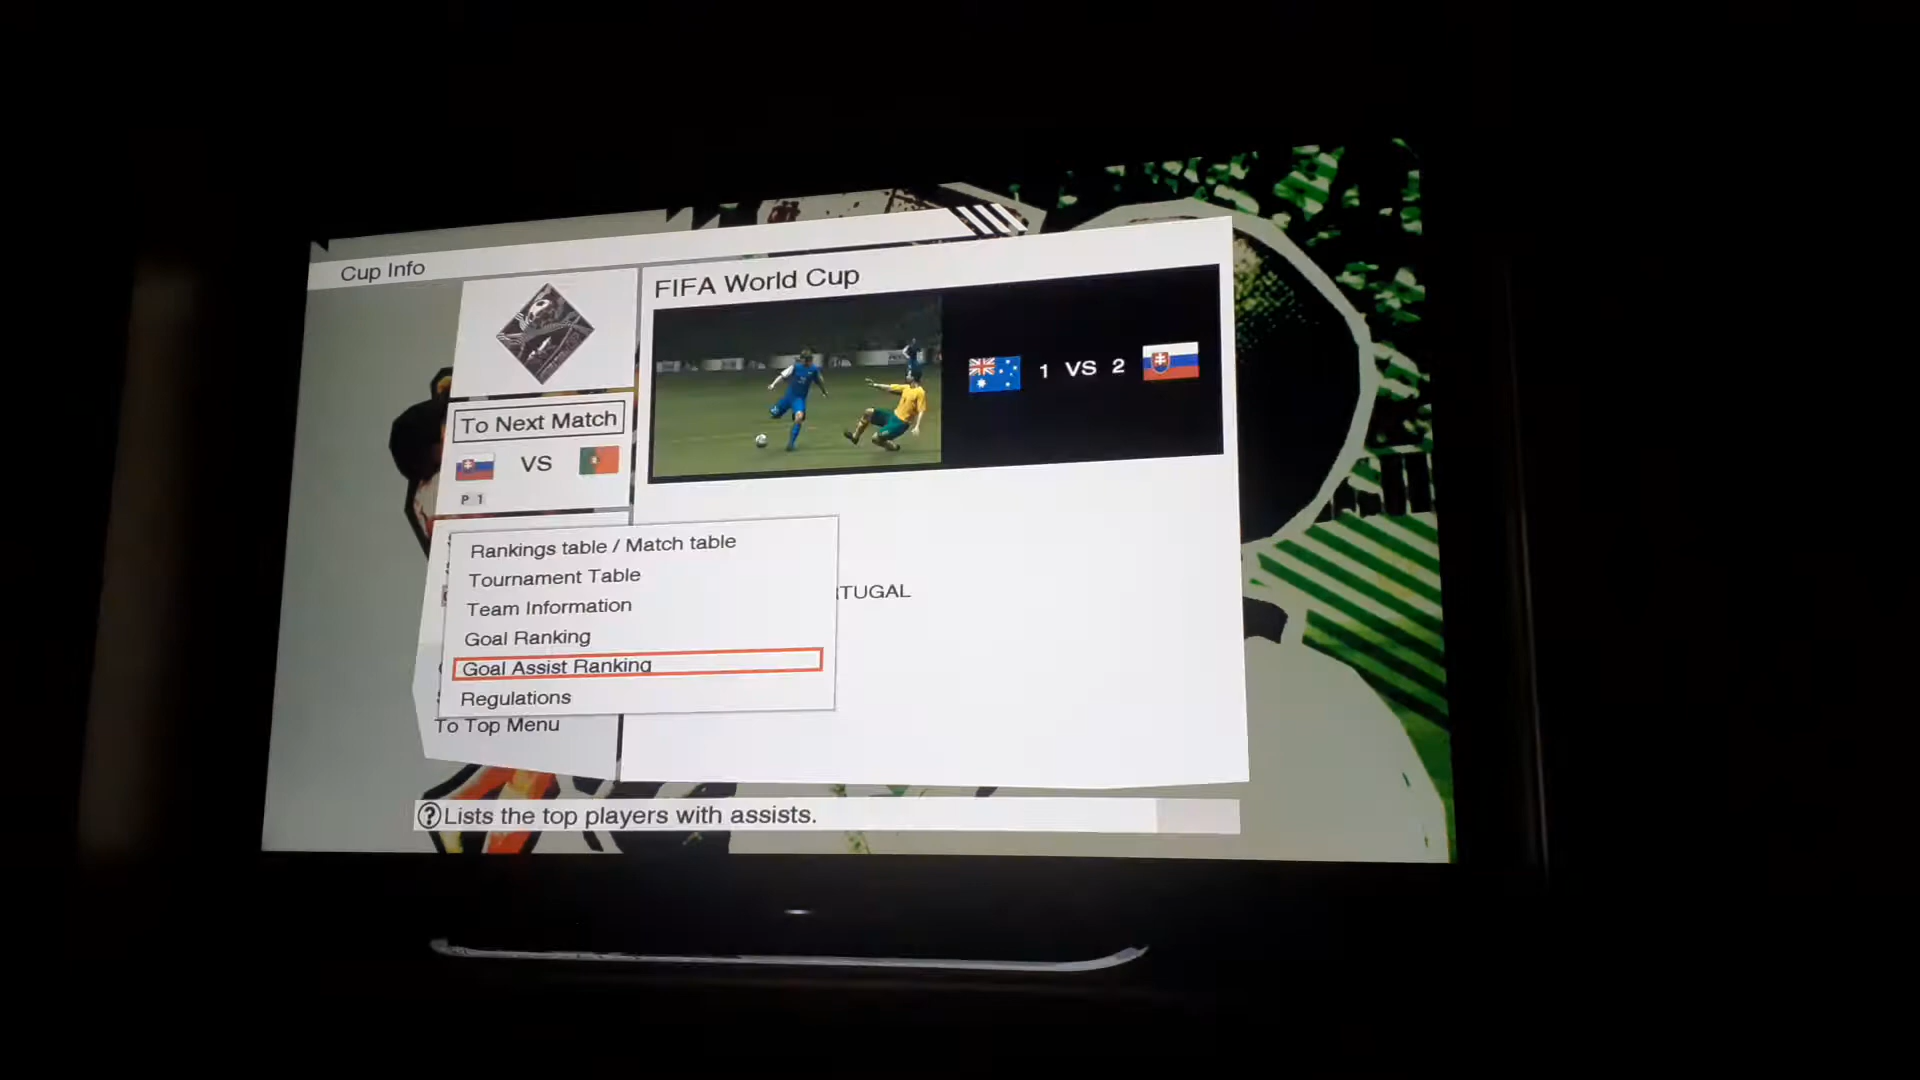 Cup Info
FIFA World Cup
1 VS 2
To Next Match
VS
P 1
Rankings table / Match table
Tournament Table
Team Information
TUGAL
Goal Ranking
Goal Assist Ranking
Regulations
To Top Menu
?Lists the top players with assists.